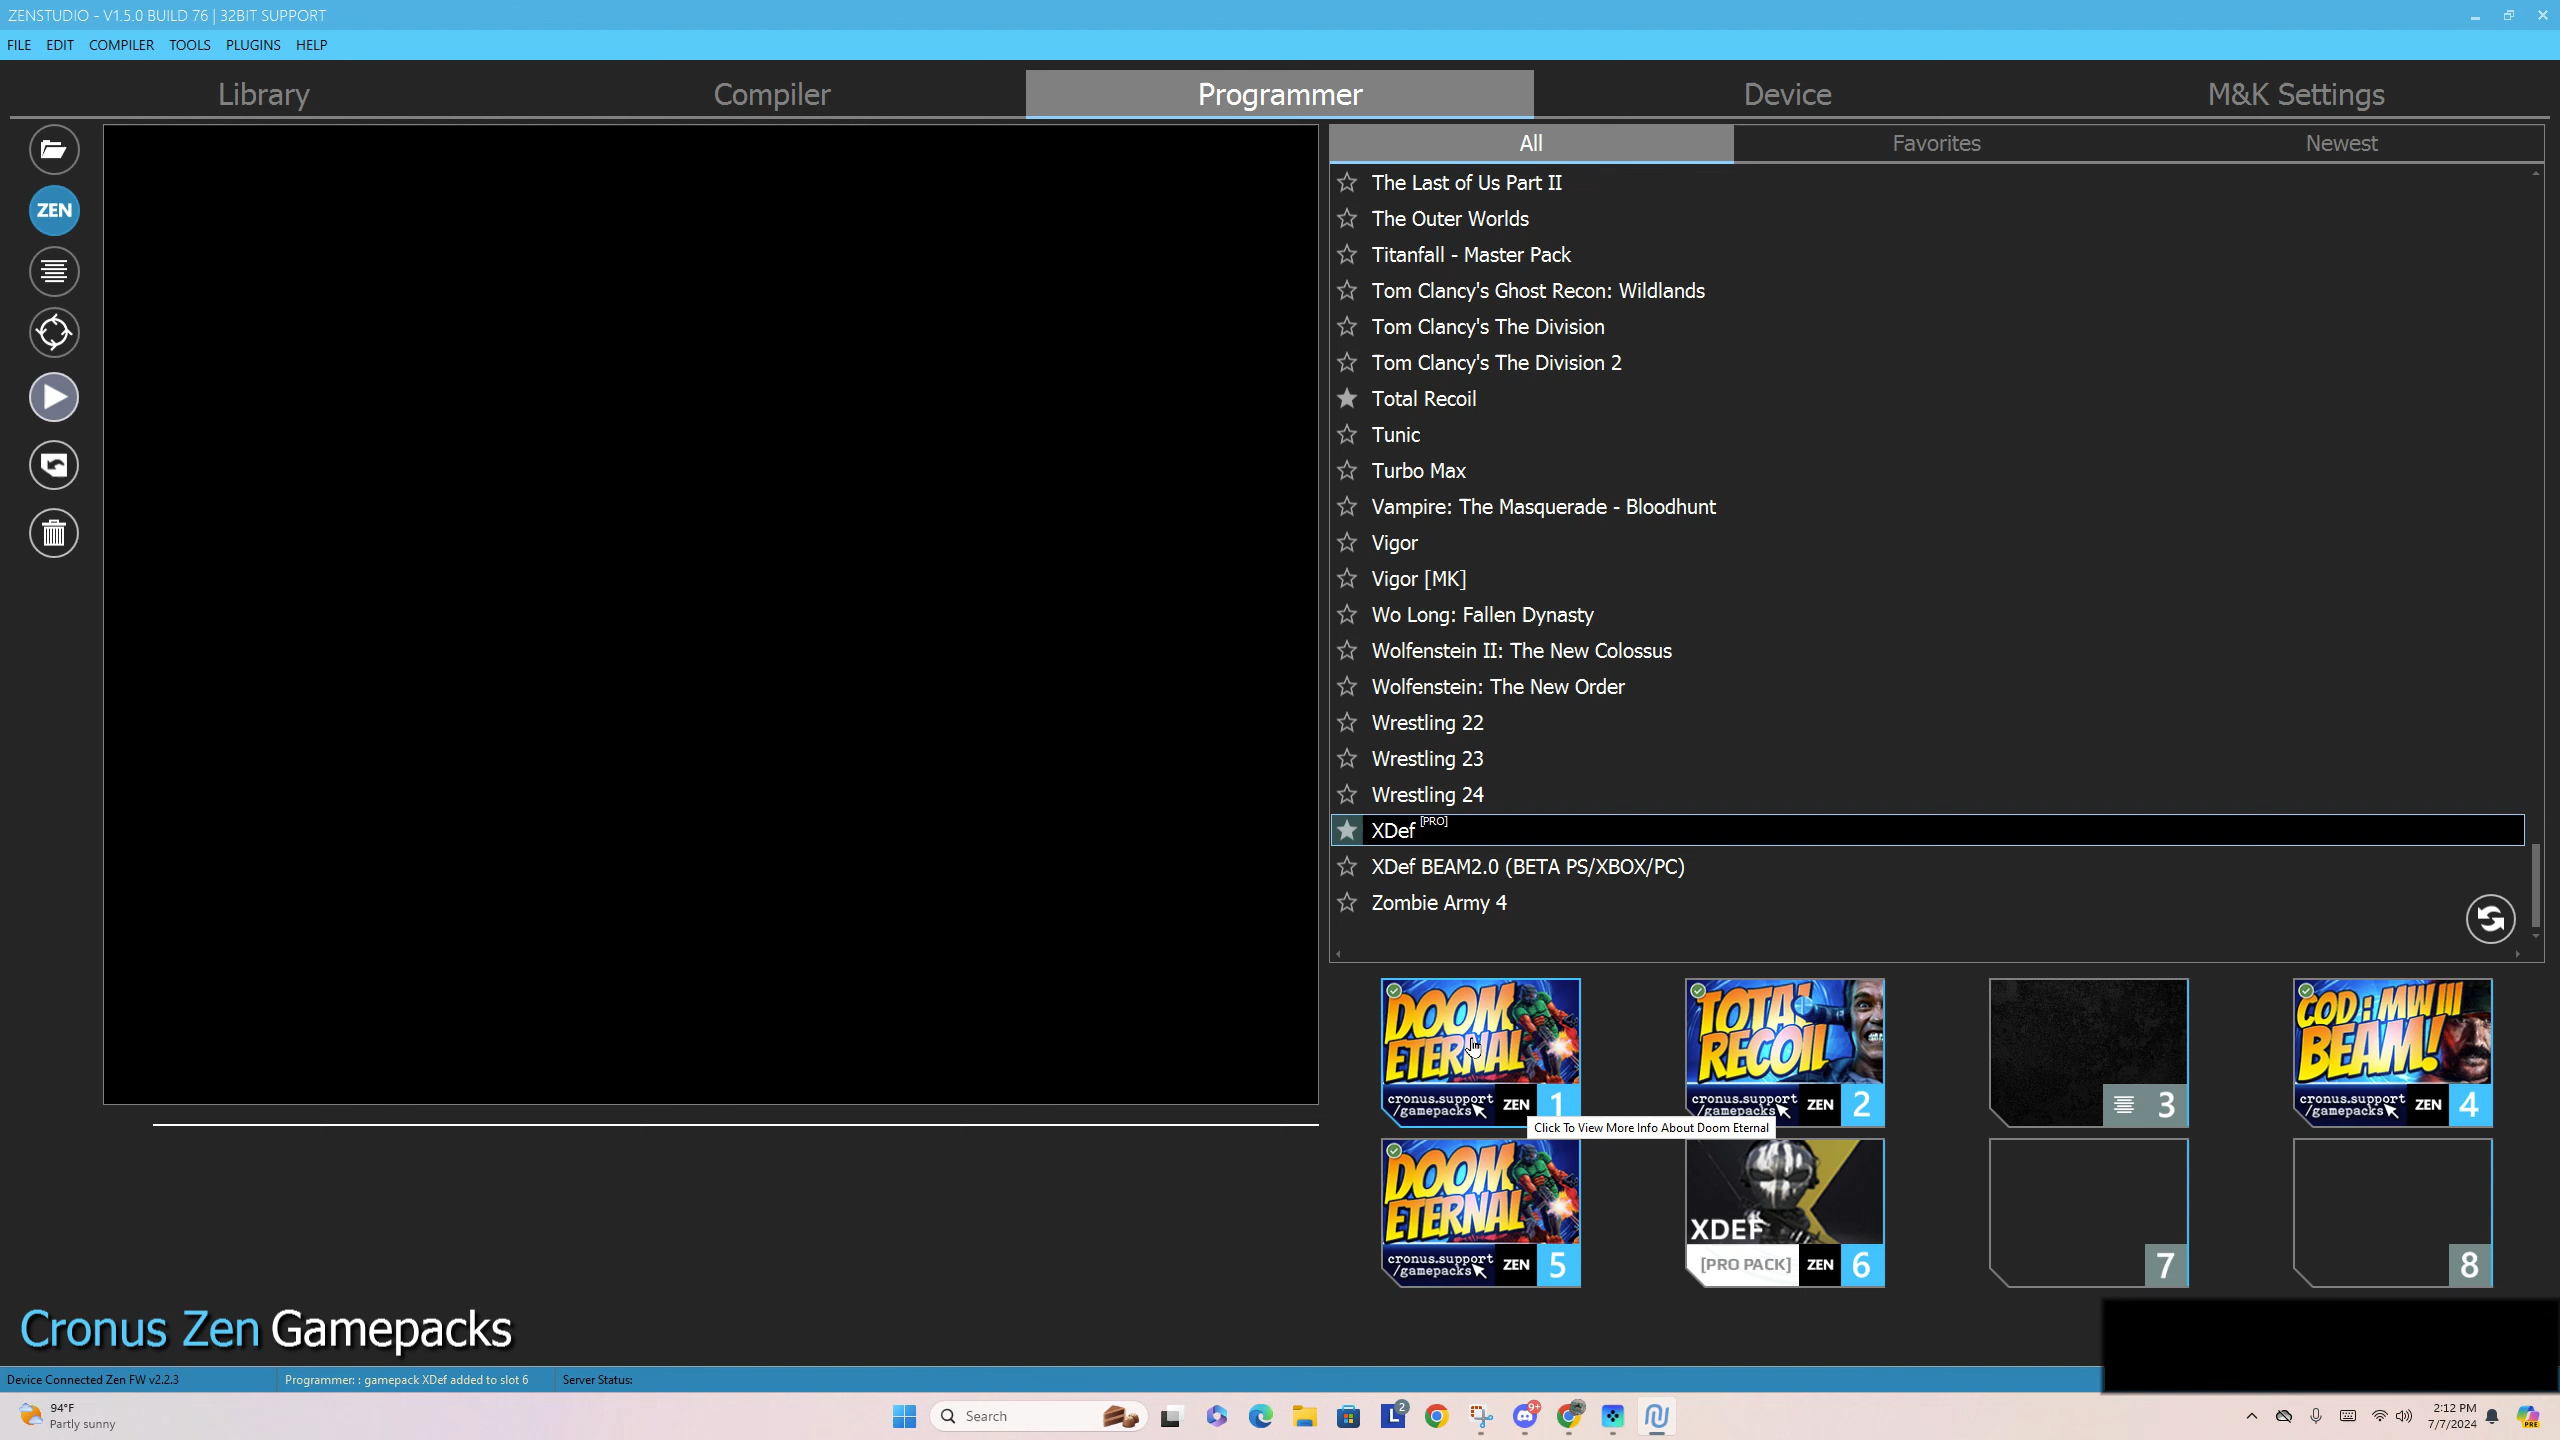 ZENSTUDIO - V1.5.0 BUILD 76 | 32BIT SUPPORT
FILE EDIT COMPILER TOOLS PLUGINS HELP
Library Compiler Programmer Device M&K Settings
All Favorites Newest
ZEN
The Last of Us Part II
The Outer Worlds
Titanfall - Master Pack
Tom Clancy's Ghost Recon: Wildlands
Tom Clancy's The Division
Tom Clancy's The Division 2
Total Recoil
Tunic
Turbo Max
Vampire: The Masquerade - Bloodhunt
Vigor
Vigor [MK]
Wo Long: Fallen Dynasty
Wolfenstein II: The New Colossus
Wolfenstein: The New Order
Wrestling 22
Wrestling 23
Wrestling 24
XDef [PRO]
XDef BEAM2.0 (BETA PS/XBOX/PC)
Zombie Army 4
DOOM ETERNAL
cronus.support/gamepacks ZEN 1
TOTAL RECOIL
cronus.support/gamepacks ZEN 2
3
COD: MWIII BEAM!
cronus.support/gamepacks ZEN 4
Click To View More Info About Doom Eternal
DOOM ETERNAL
cronus.support/gamepacks ZEN 5
XDEF
[PRO PACK] ZEN 6
7
8
Cronus Zen Gamepacks
Device Connected Zen FW v2.2.3 Programmer: : gamepack XDef added to slot 6 Server Status:
94°F
Partly sunny
Search
L 2
9+
2:12 PM
7/7/2024
PRE